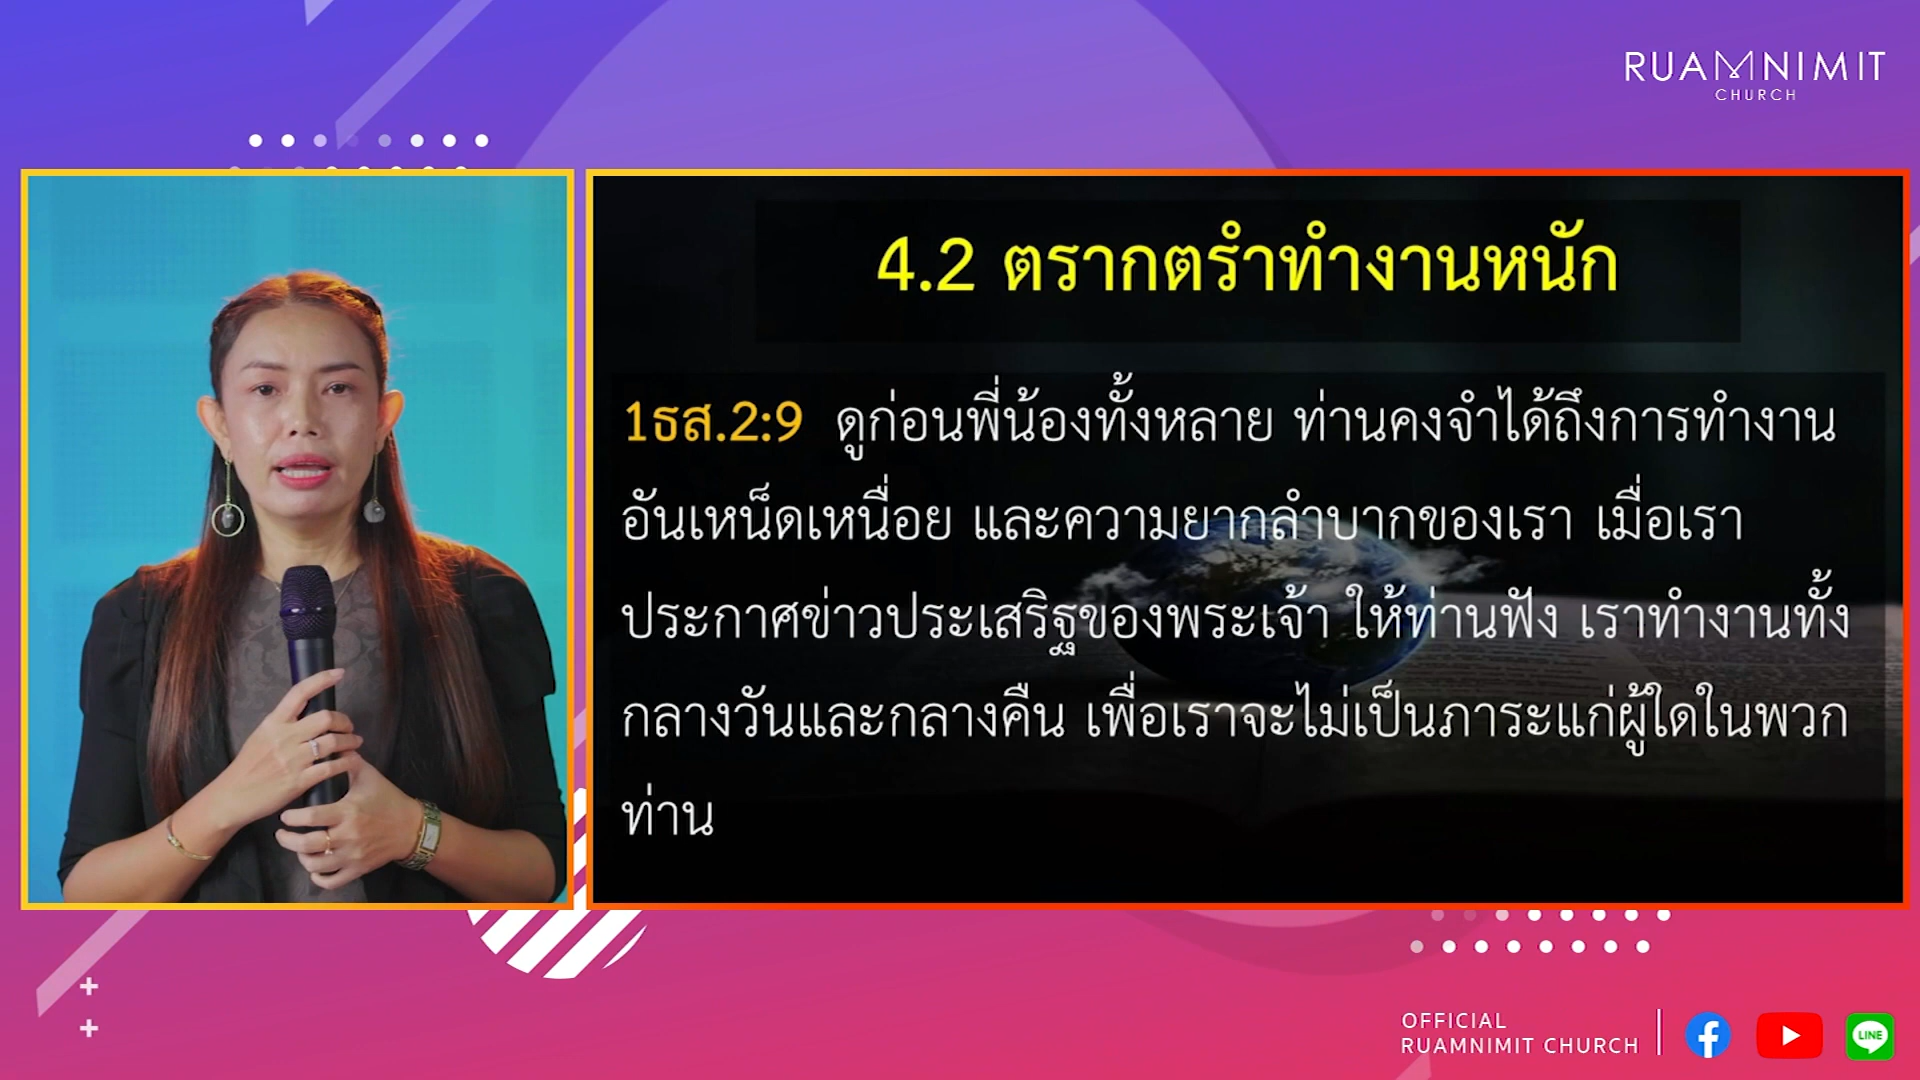 RUAMNIMIT
CHURCH
4.2 ตรากตรำทำงานหนัก
1ธส.2:9 ดูก่อนพี่น้องทั้งหลาย ท่านคงจำได้ถึงการทำงาน
อันเหน็ดเหนื่อย และความยากลำบากของเรา เมื่อเรา
ประกาศข่าวประเสริฐของพระเจ้า ให้ท่านฟัง เราทำงานทั้ง
กลางวันและกลางคืน เพื่อเราจะไม่เป็นภาระแก่ผู้ใดในพวก
ท่าน
OFFICIAL
RUAMNIMIT CHURCH
LINE